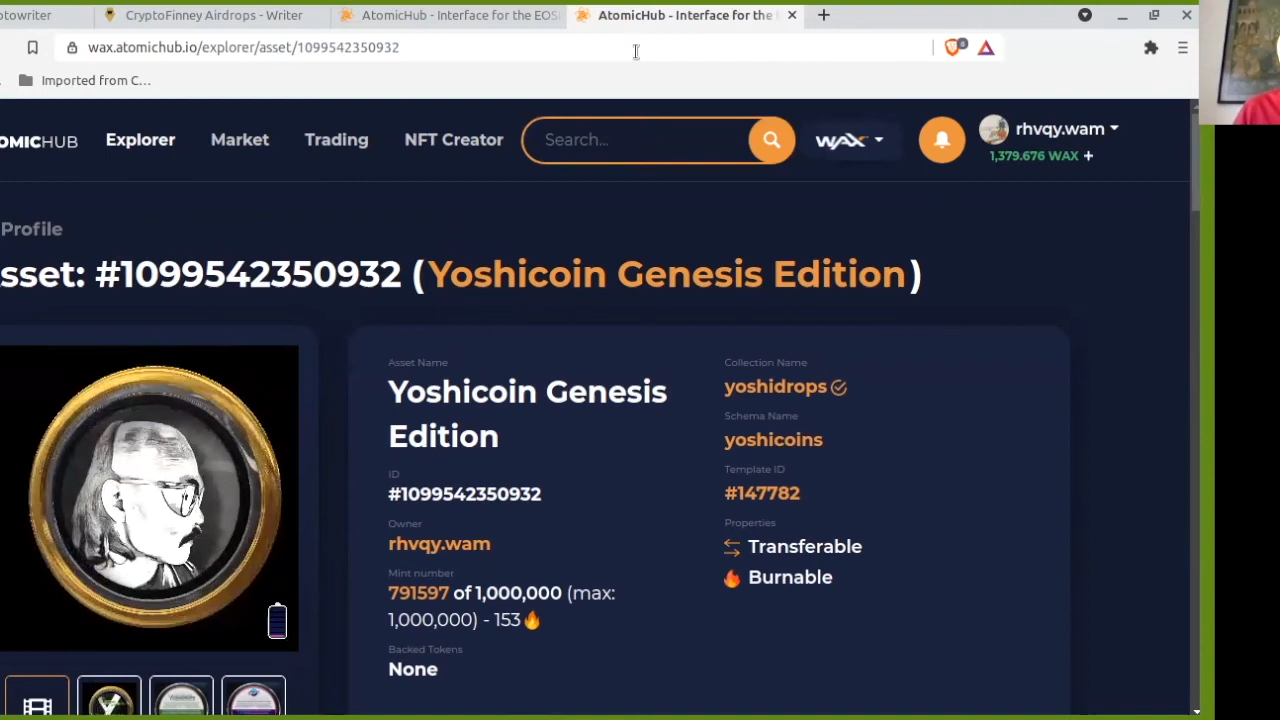 otowriter
CryptoFinney Airdrops - Writer
AtomicHub - Interface for the EOS
AtomicHub - Interface for the
wax.atomichub.io/explorer/asset/1099542350932
6
Imported from C...
OMICHUB
Explorer
Market
Trading
NFT Creator
Search...
WAX
rhvqy.wam
1,379.676 WAX +
Profile
sset: #1099542350932 (Yoshicoin Genesis Edition)
Asset Name
Yoshicoin Genesis
Edition
ID
#1099542350932
Owner
rhvqy.wam
Mint number
791597 of 1,000,000 (max:
1,000,000) - 153
Backed Tokens
None
Collection Name
yoshidrops
Schema Name
yoshicoins
Template ID
#147782
Properties
Transferable
Burnable